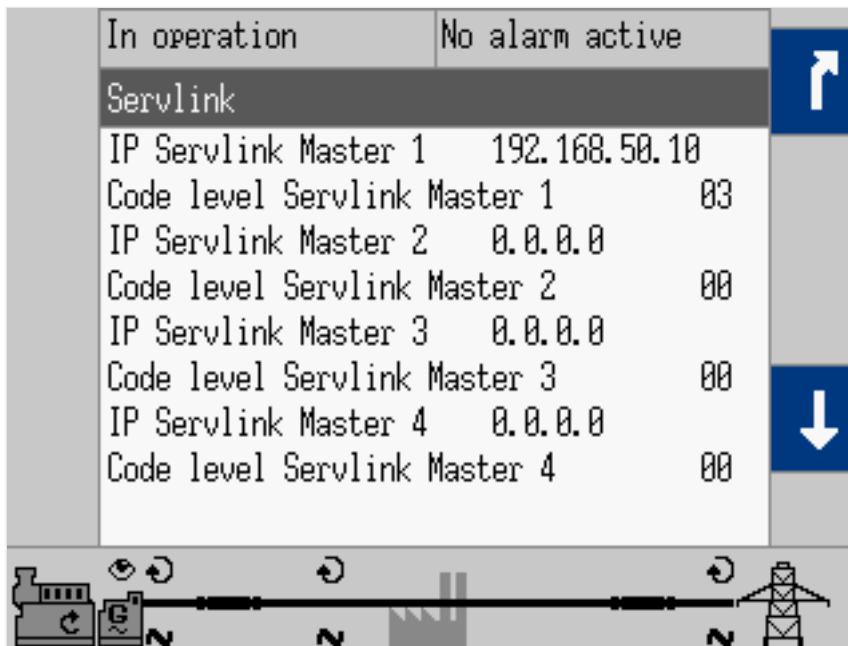 In operation No alarm active
Servlink
IP Servlink Master 1 192.168.50.10
Code level Servlink Master 1 03
IP Servlink Master 2 0.0.0.0
Code level Servlink Master 2 00
IP Servlink Master 3 0.0.0.0
Code level Servlink Master 3 00
IP Servlink Master 4 0.0.0.0
Code level Servlink Master 4 00
G